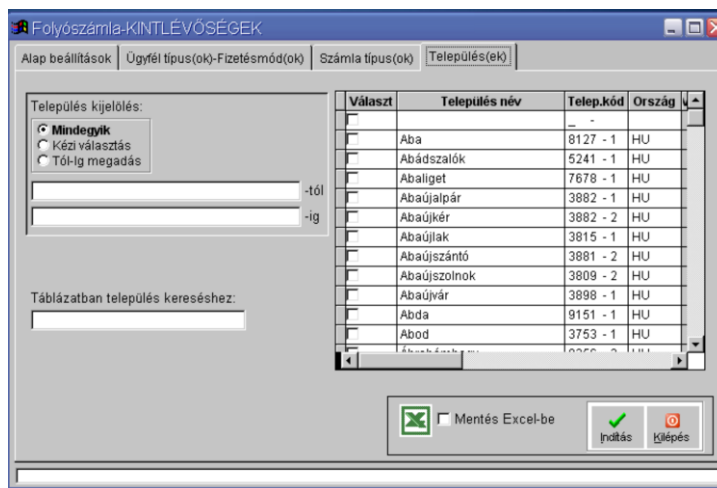 Folyószámla-KINTLÉVŐSÉGEK
Alap beállítások Ügyfél típus(ok)-Fizetésmód(ok) Számla típus(ok) Település(ek)
Település kijelölés:
Mindegyik
Kézi választás
Tól-Ig megadás
-tól
-ig
Táblázatban település kereséshez:
Választ Település név Telep.kód Ország
_ -
Aba 8127 - 1 HU
Abádszalók 5241 - 1 HU
Abaliget 7678 - 1 HU
Abaújalpár 3882 - 1 HU
Abaújkér 3882 - 2 HU
Abaújlak 3815 - 1 HU
Abaújszántó 3881 - 2 HU
Abaújszolnok 3809 - 2 HU
Abaújvár 3898 - 1 HU
Abda 9151 - 1 HU
Abod 3753 - 1 HU
Mentés Excel-be
Indítás Kilépés